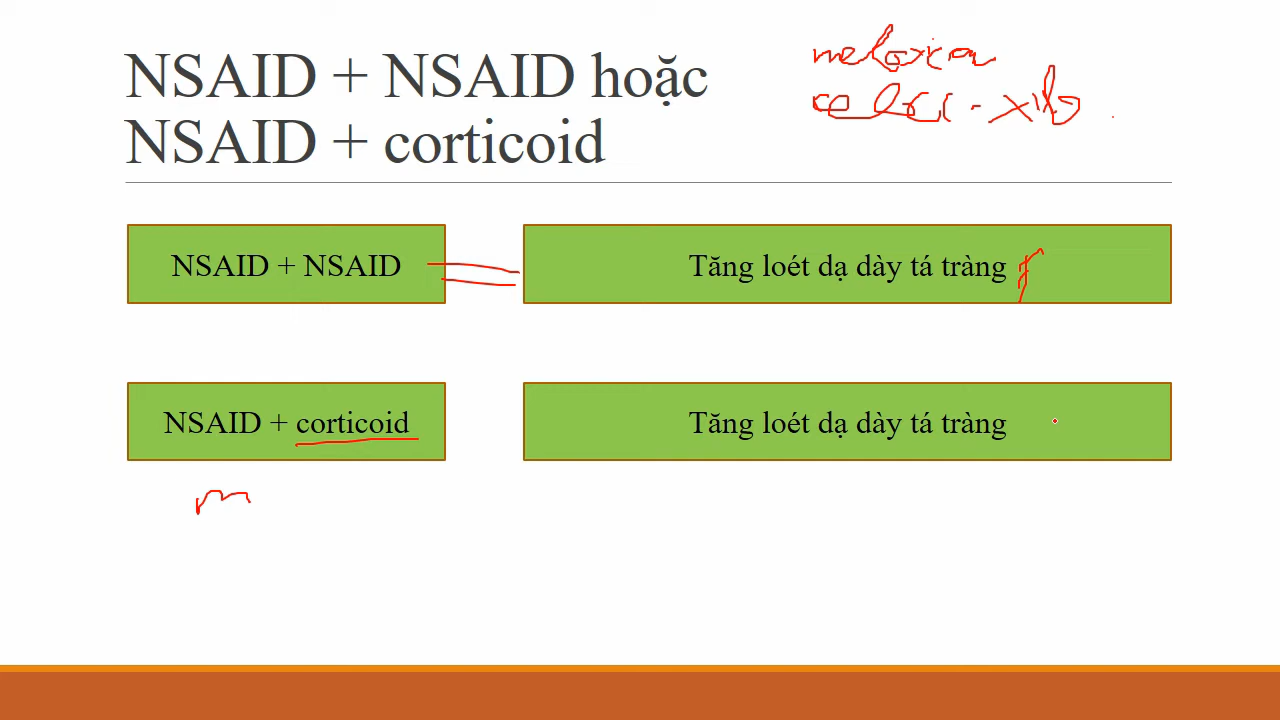 NSAID + NSAID hoặc
NSAID + corticoid
meloxicam
NSAID + NSAID
Tăng loét dạ dày tá tràng
NSAID + corticoid
Tăng loét dạ dày tá tràng